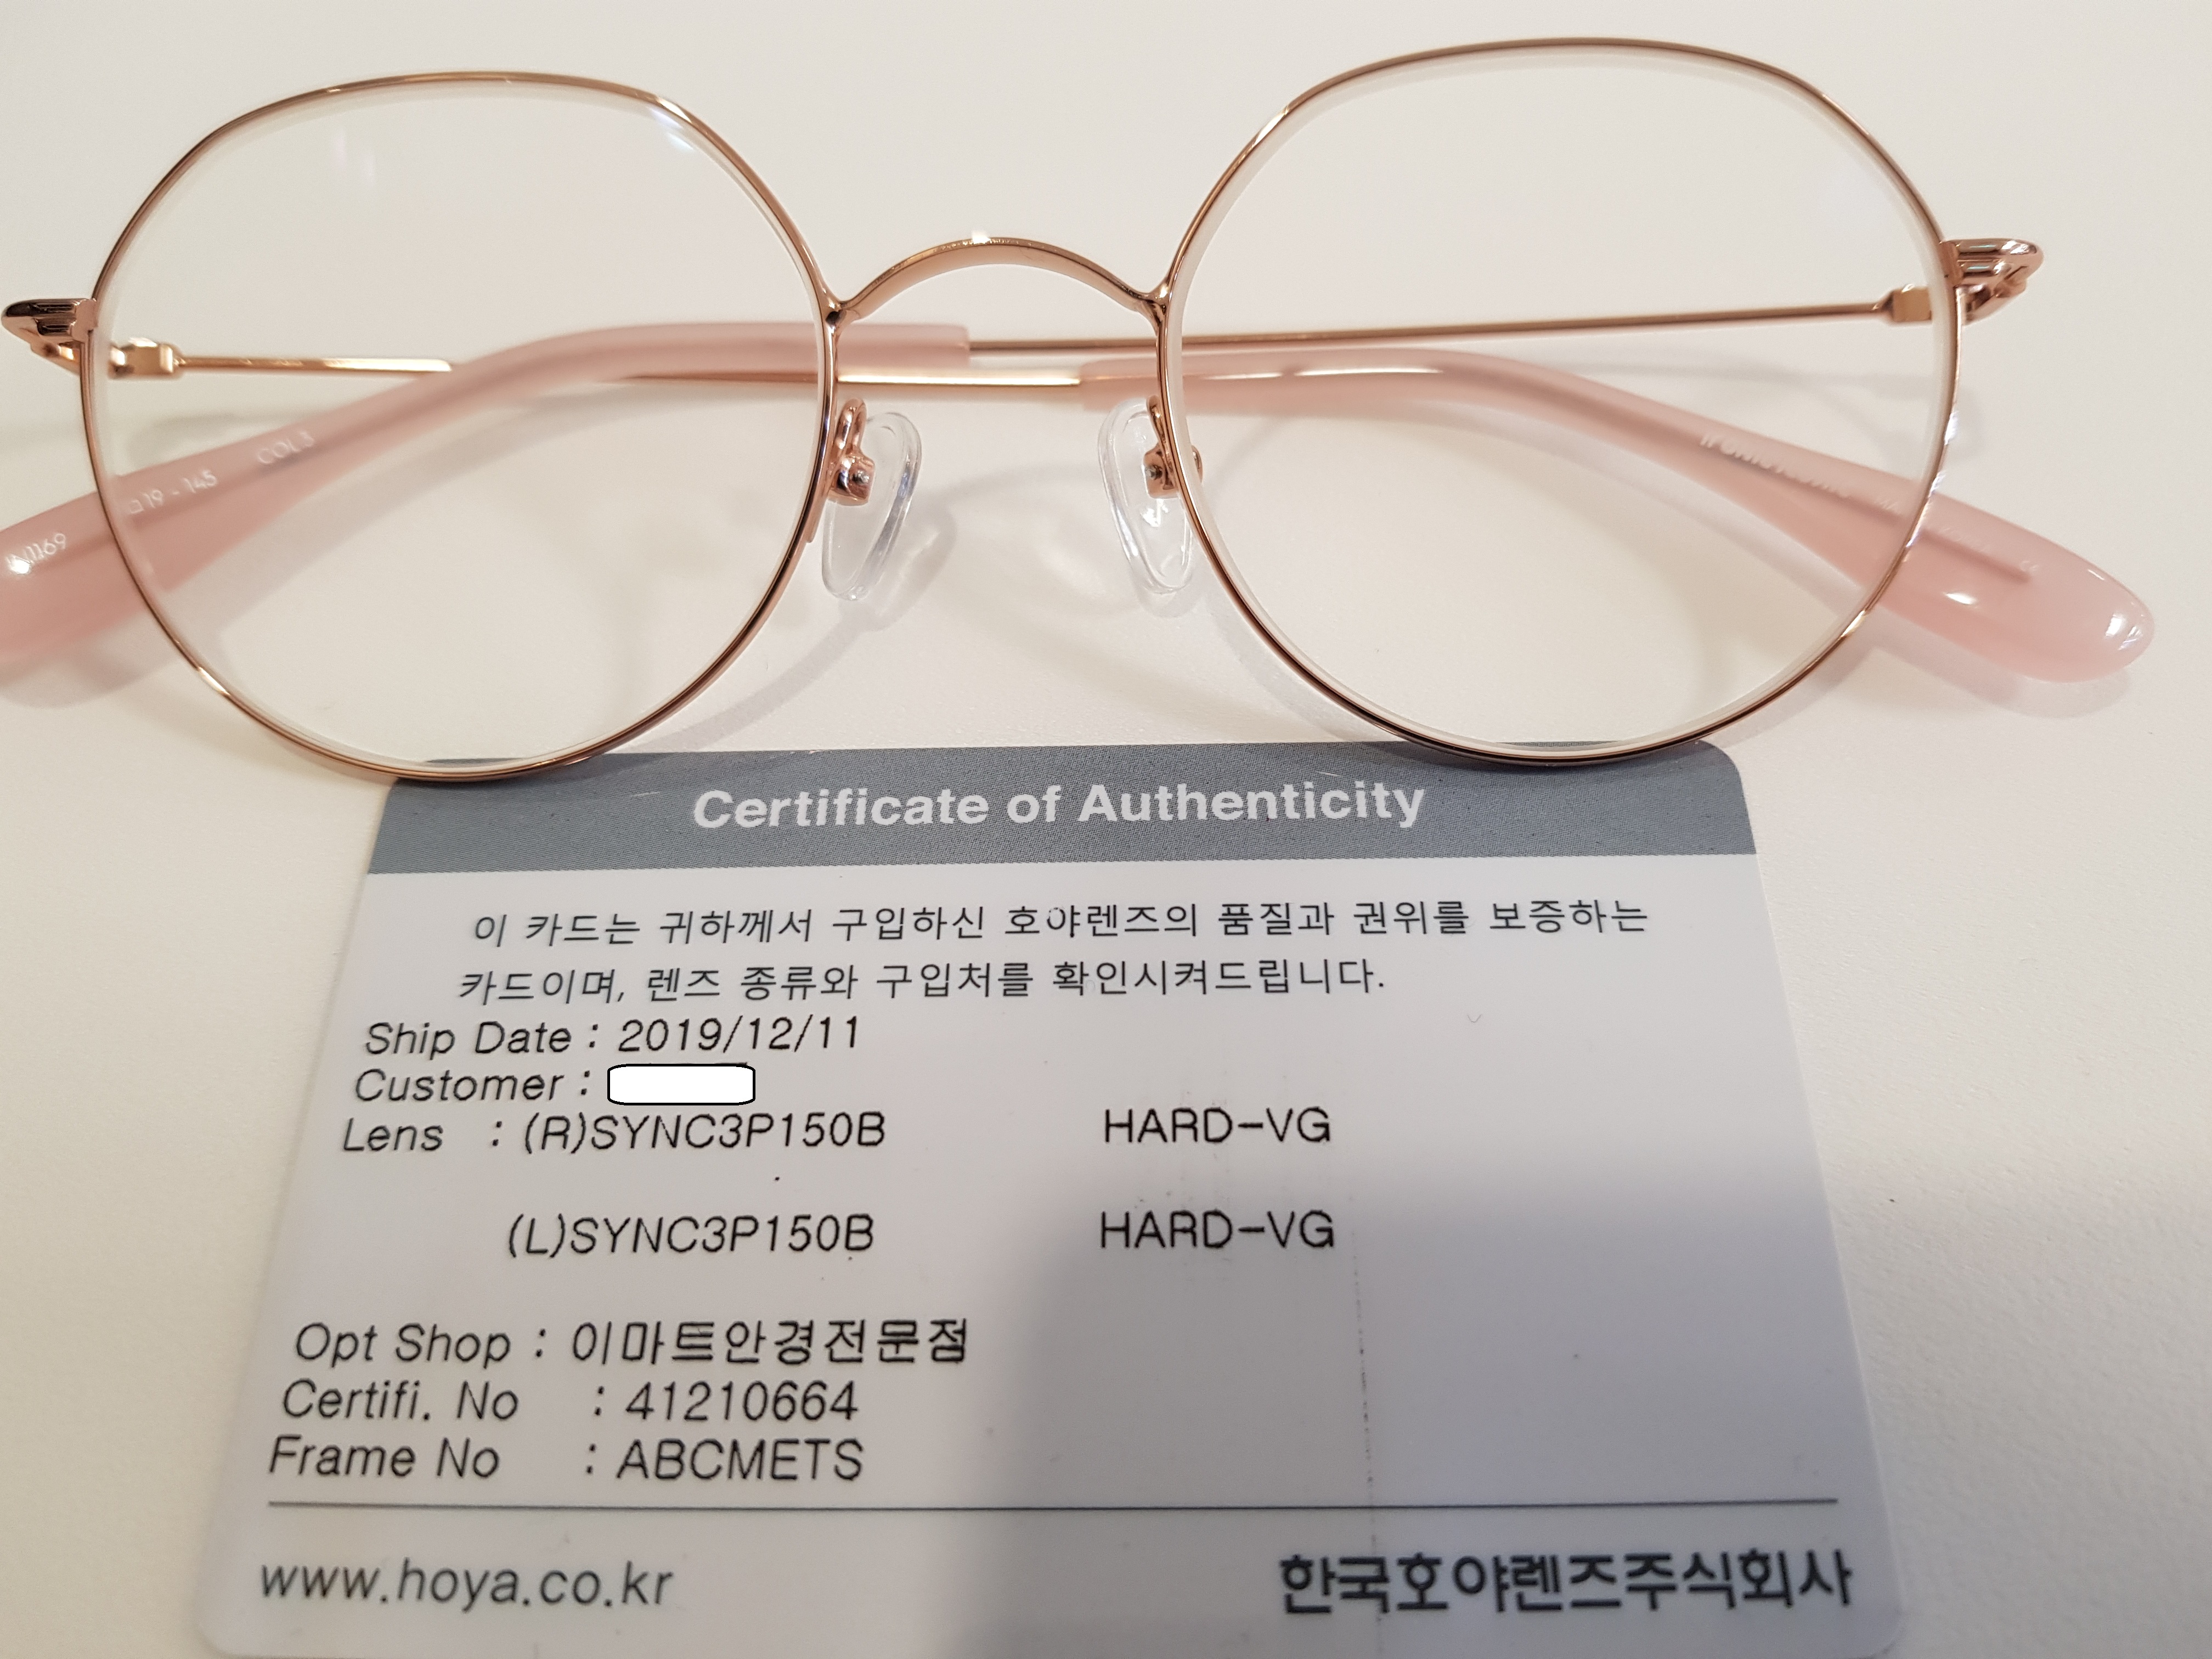 COL3
19 - 145
1169
Certificate of Authenticity
이 카드는 귀하께서 구입하신 호야렌즈의 품질과 권위를 보증하는
카드이며, 렌즈 종류와 구입처를 확인시켜드립니다.
Ship Date : 2019/12/11
Customer :
Lens : (R)SYNC3P150B HARD-VG
(L)SYNC3P150B HARD-VG
Opt Shop : 이마트안경전문점
Certifi. No : 41210664
Frame No : ABCMETS
www.hoya.co.kr 한국호야렌즈주식회사